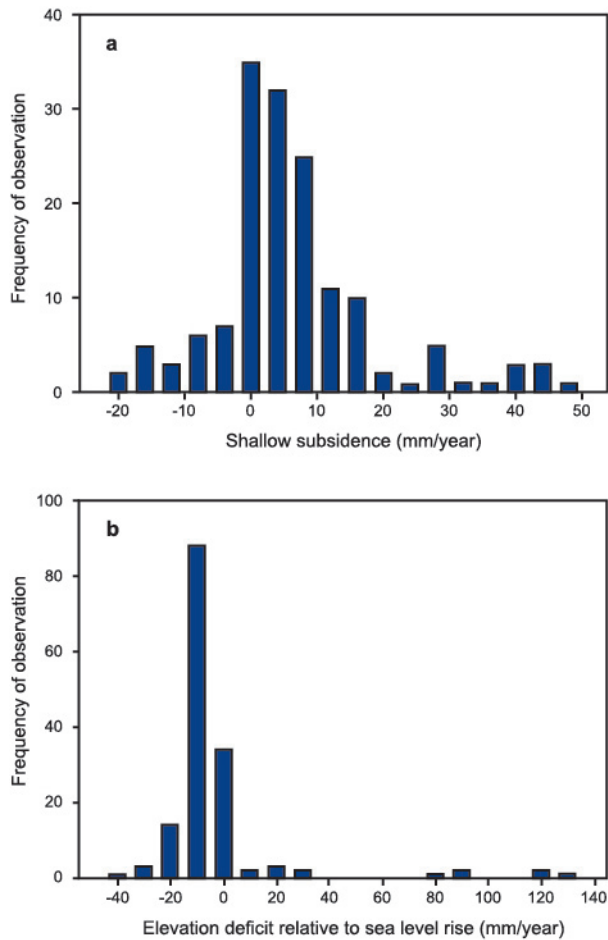 a
40
30
20
10
0
Frequency of observation
-20 -10 0 10 20 30 40 50
Shallow subsidence (mm/year)
b
100
80
60
40
20
0
Frequency of observation
-40 -20 0 20 40 60 80 100 120 140
Elevation deficit relative to sea level rise (mm/year)